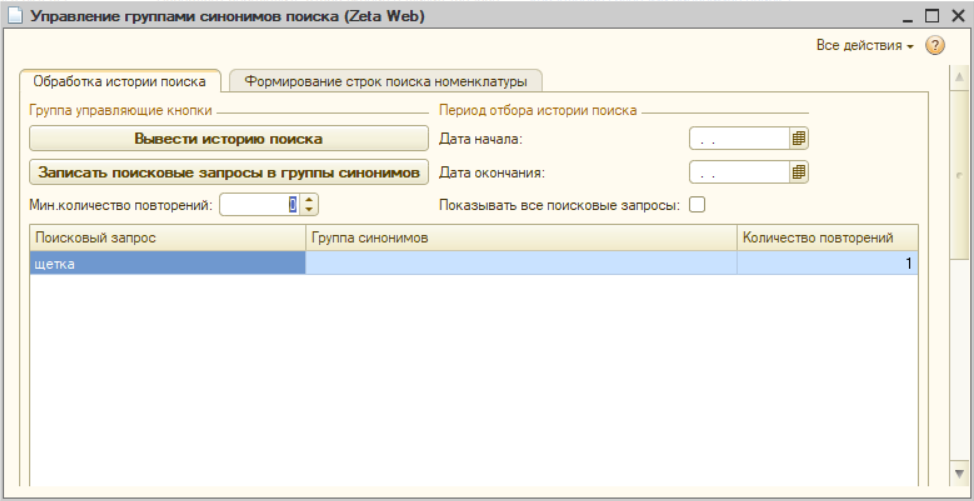 Управление группами синонимов поиска (Zeta Web)
Все действия
Обработка истории поиска
Формирование строк поиска номенклатуры
Группа управляющие кнопки
Период отбора истории поиска
Вывести историю поиска
Дата начала:
. .
Записать поисковые запросы в группы синонимов
Дата окончания:
. .
Мин.количество повторений:
0
Показывать все поисковые запросы:
Поисковый запрос
Группа синонимов
Количество повторений
щетка
1